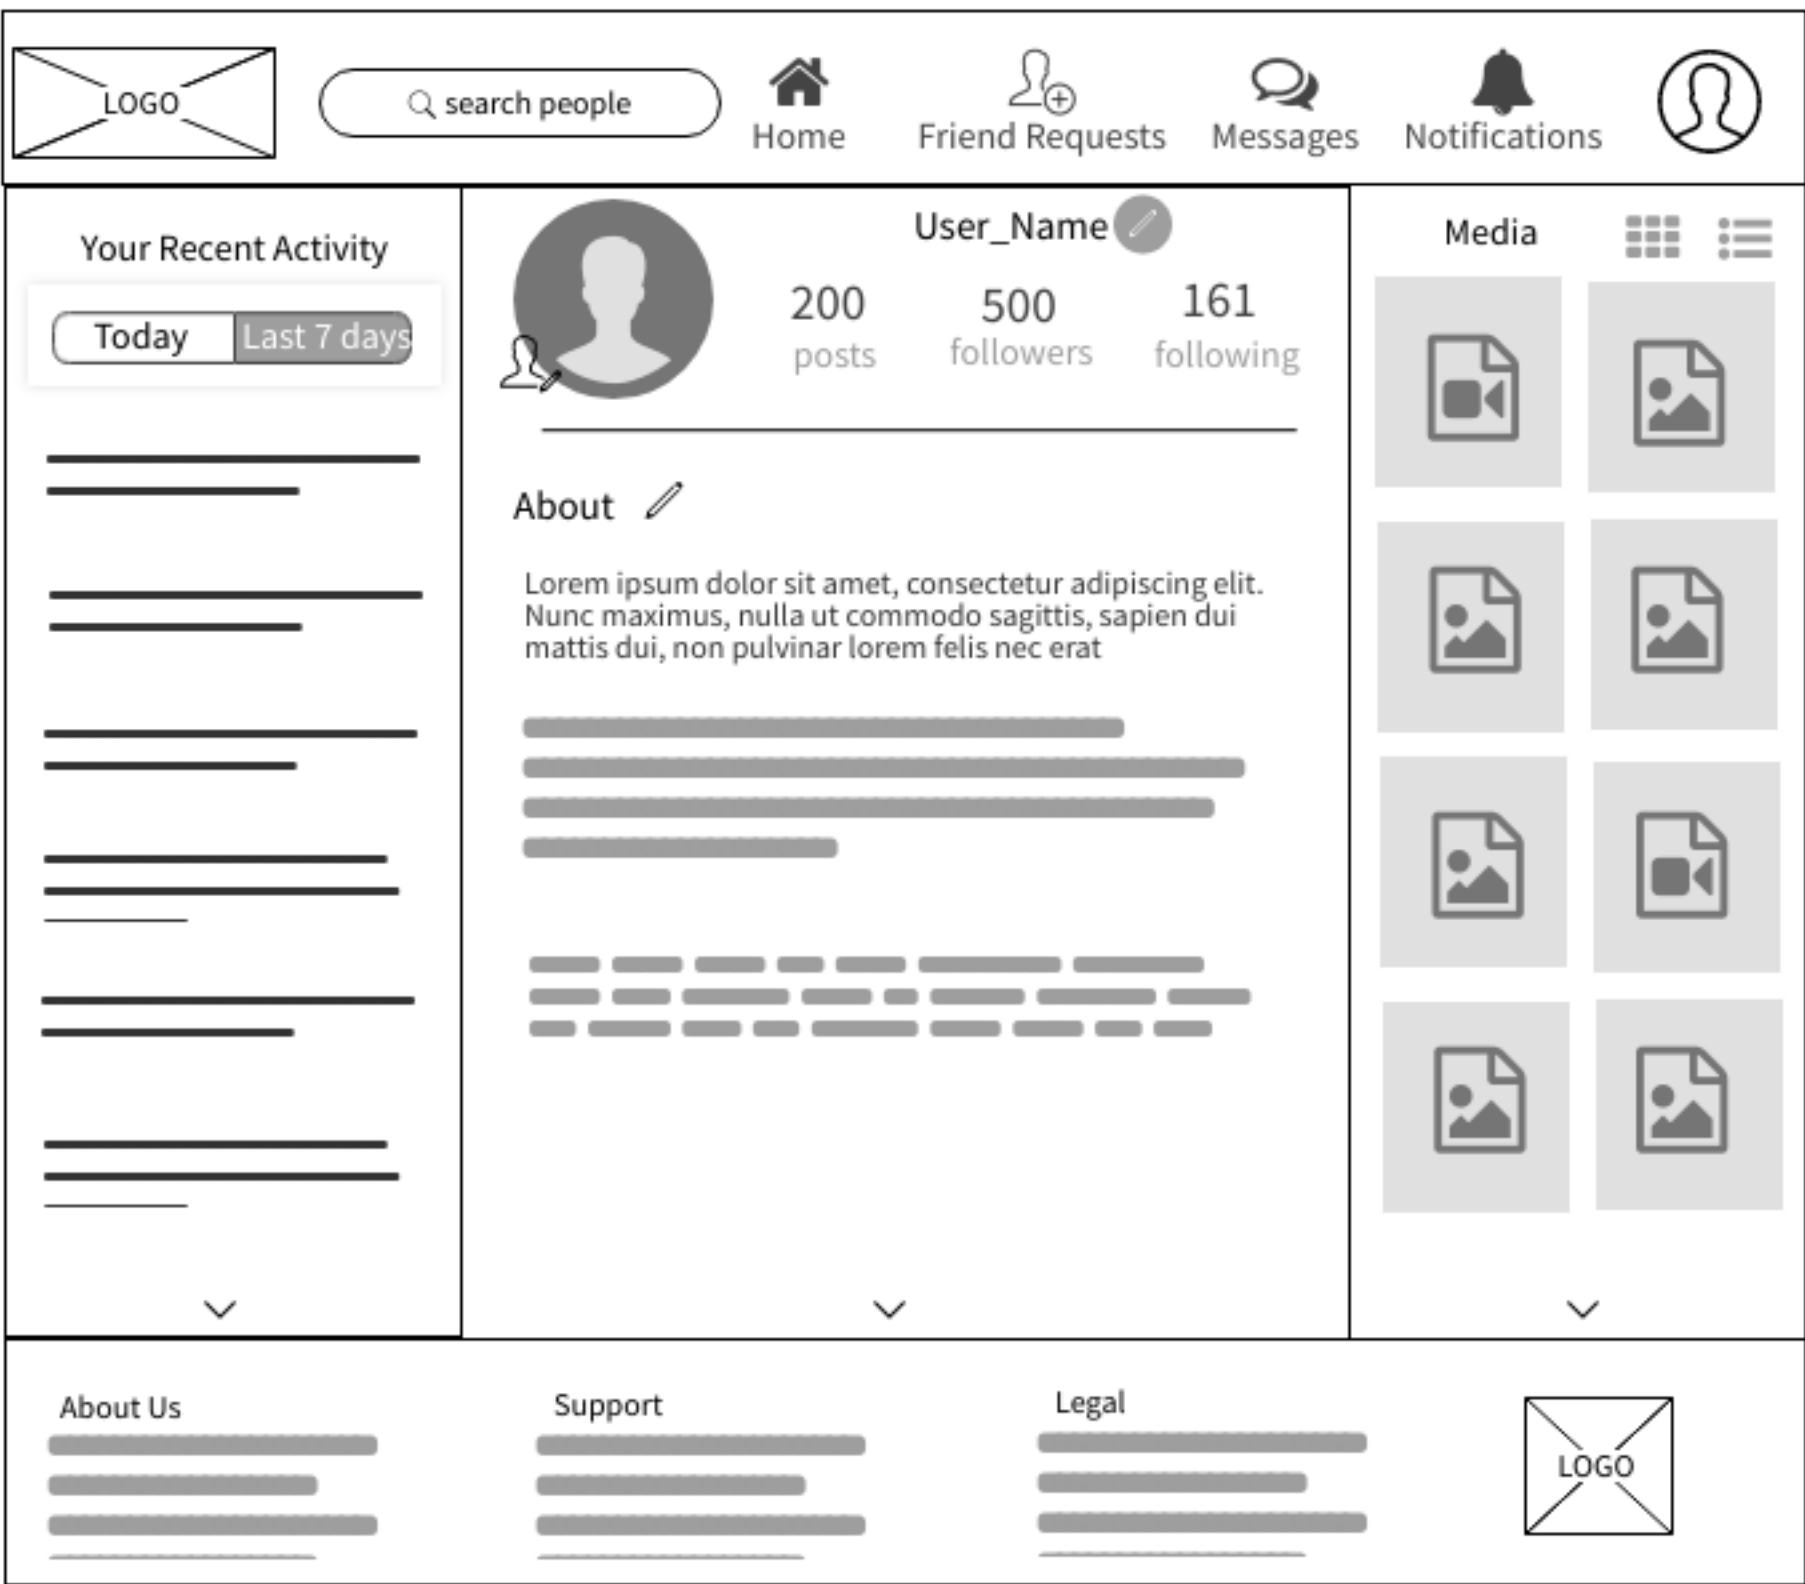 LOGO
search people
Home
Friend Requests
Messages
Notifications
Your Recent Activity
Today
Last 7 days
User_Name
200
posts
500
followers
161
following
About
Lorem ipsum dolor sit amet, consectetur adipiscing elit.
Nunc maximus, nulla ut commodo sagittis, sapien dui
mattis dui, non pulvinar lorem felis nec erat
Media
About Us
Support
Legal
LOGO